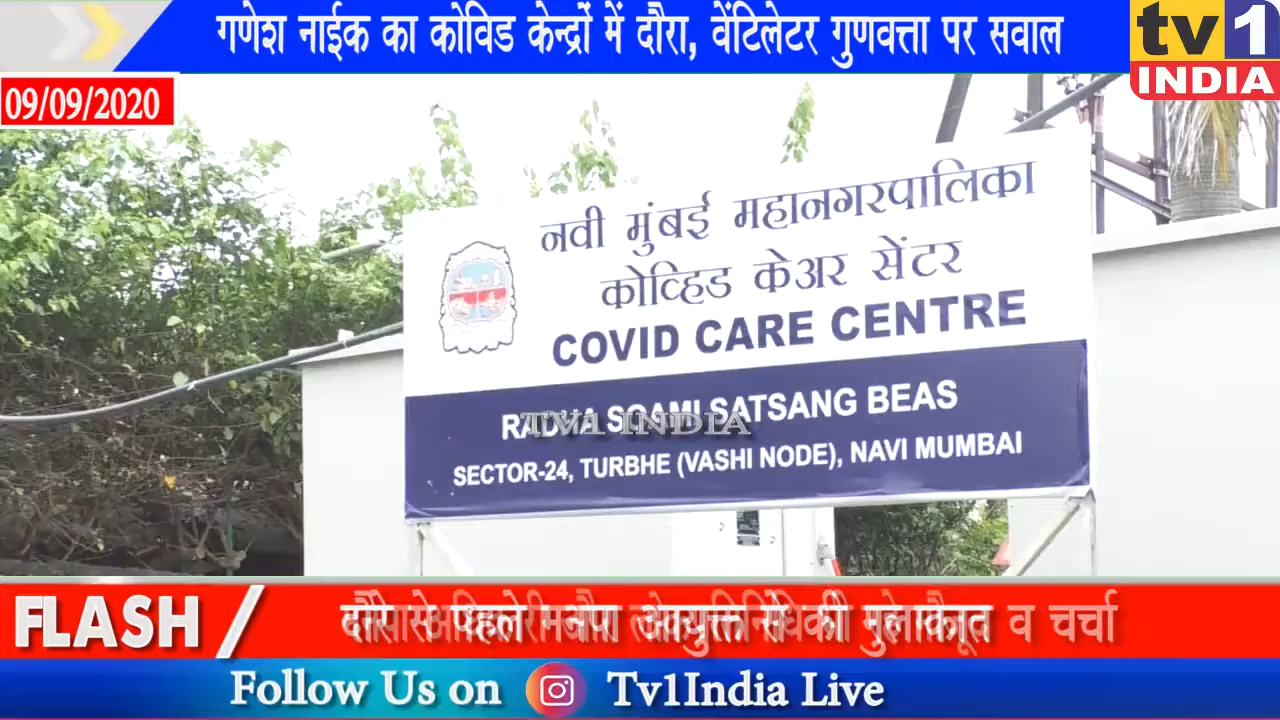 गणेश नाईक का कोविड केन्द्रों में दौरा, वेंटिलेटर गुणवत्ता पर सवाल
tv1
INDIA
09/09/2020
नवी मुंबई महानगरपालिका
कोव्हिड केअर सेंटर
COVID CARE CENTRE
RADHA SOAMI SATSANG BEAS
TV1 INDIA
SECTOR-24, TURBHE (VASHI NODE), NAVI MUMBAI
FLASH
से पहिले व चर्चा
Follow Us on Tv1India Live